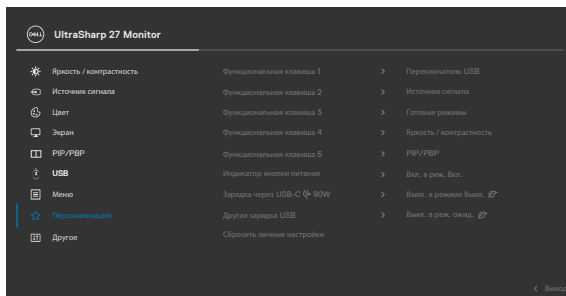 DELL UltraSharp 27 Monitor
Яркость / контрастность Функциональная клавиша 1 > Переключатель USB
Источник сигнала Функциональная клавиша 2 > Источник сигнала
Цвет Функциональная клавиша 3 > Готовые режимы
Экран Функциональная клавиша 4 > Яркость / контрастность
PIP/PBP Функциональная клавиша 5 > PIP/PBP
USB Индикатор кнопки питания > Вкл. в реж. Вкл.
Меню Зарядка через USB-C 90W > Выкл. в режиме Выкл.
Персонализация Другая зарядка USB > Выкл. в реж. ожид.
Другое Сбросить личные настройки
< Выход